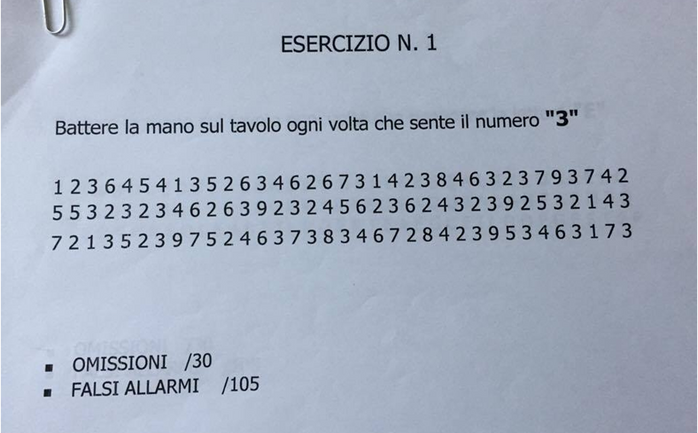 ESERCIZIO N. 1
Battere la mano sul tavolo ogni volta che sente il numero "3"
1 2 3 6 4 5 4 1 3 5 2 6 3 4 6 2 6 7 3 1 4 2 3 8 4 6 3 2 3 7 9 3 7 4 2
5 5 3 2 3 2 3 4 6 2 6 3 9 2 3 2 4 5 6 2 3 6 2 4 3 2 3 9 2 5 3 2 1 4 3
7 2 1 3 5 2 3 9 7 5 2 4 6 3 7 3 8 3 4 6 7 2 8 4 2 3 9 5 3 4 6 3 1 7 3
▪ OMISSIONI /30
▪ FALSI ALLARMI /105